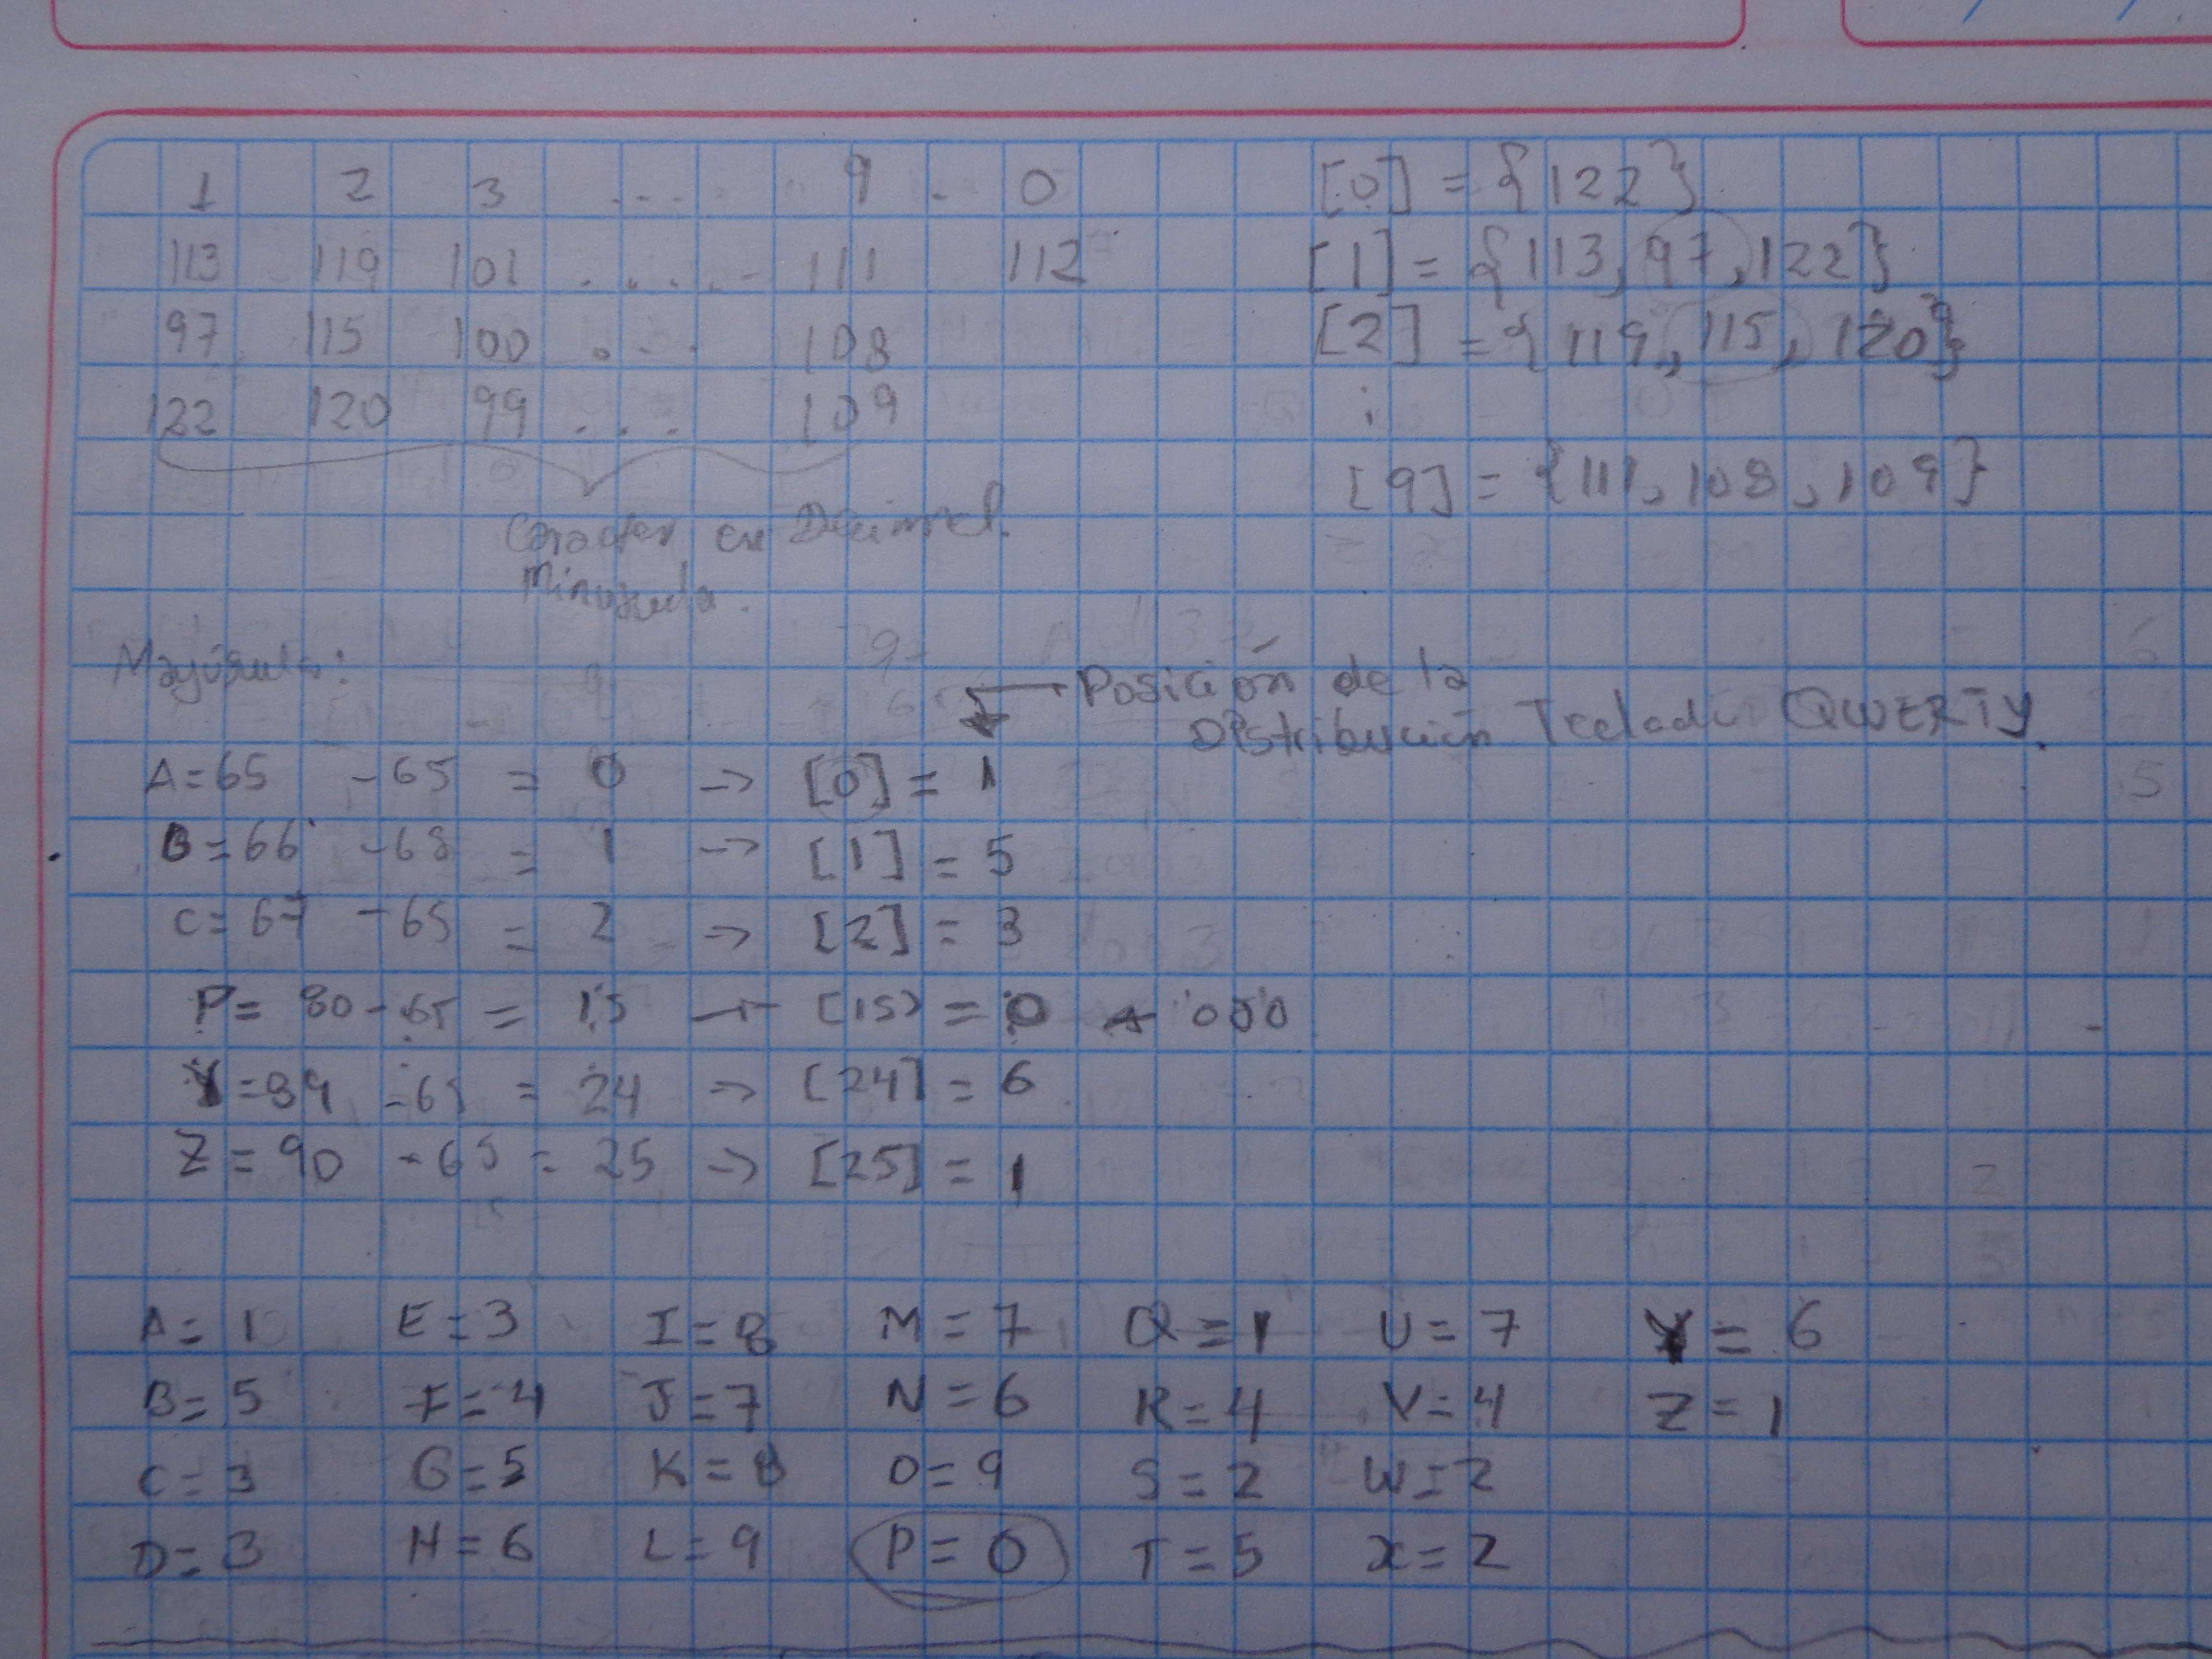 1 2 3 .... 9 . 0
113 119 101 ..... 111 112
97 115 100 .... 108
122 120 99 .... 109
Caracter en Decimal.
Minuscula.
[0] = {122}
[1] = {113, 97, 122}
[2] = {119, 115, 120}
:
[9] = {111, 108, 109}
Mayúscula:
Posición de la
Distribución Teclado QWERTY.
A=65 -65 = 0 -> [0] = 1
B=66 -65 = 1 -> [1] = 5
C=67 -65 = 2 -> [2] = 3
P= 80-65 = 15 -> [15] = 0
Y=89 -65 = 24 -> [24] = 6
Z=90 -65 = 25 -> [25] = 1
A=1 E=3 I=8 M=7 Q=1 U=7 Y=6
B=5 F=4 J=7 N=6 R=4 V=4 Z=1
C=3 G=5 K=8 O=9 S=2 W=2
D=3 H=6 L=9 P=0 T=5 X=2